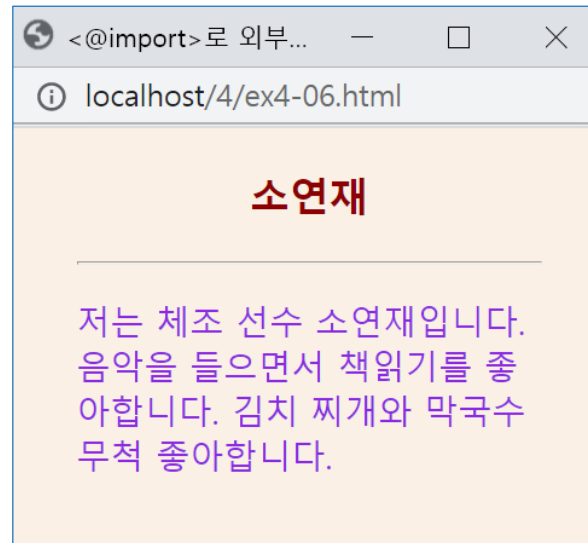 <@import>로 외부...
localhost/4/ex4-06.html
소연재
저는 체조 선수 소연재입니다.
음악을 들으면서 책읽기를 좋
아합니다. 김치 찌개와 막국수
무척 좋아합니다.